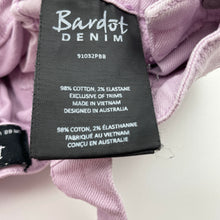 Bardot
DENIM
91032PBB
98% COTTON, 2% ELASTANE
EXCLUSIVE OF TRIMS
MADE IN VIETNAM
DESIGNED IN AUSTRALIA
98% COTTON, 2% ÉLASTHANNE
FABRIQUÉ AU VIETNAM
CONÇU EN AUSTRALIE